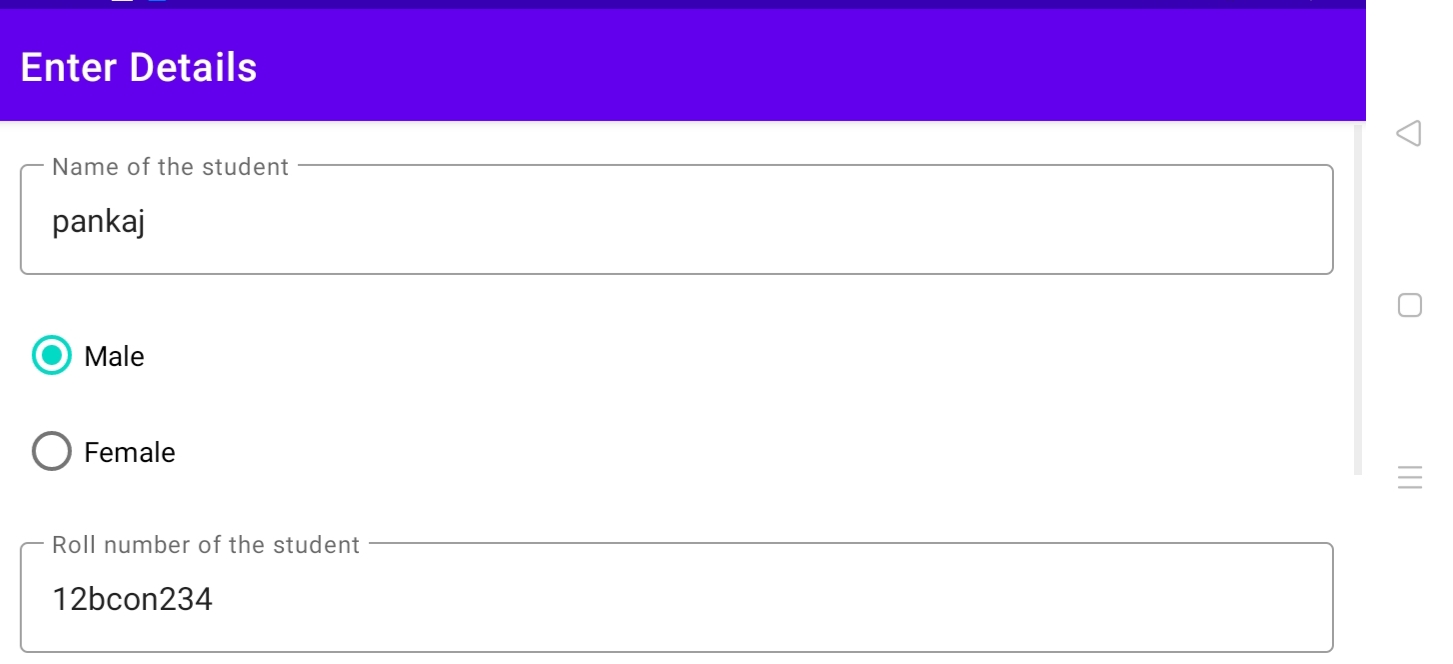 Enter Details
Name of the student
pankaj
Male
Female
Roll number of the student
12bcon234